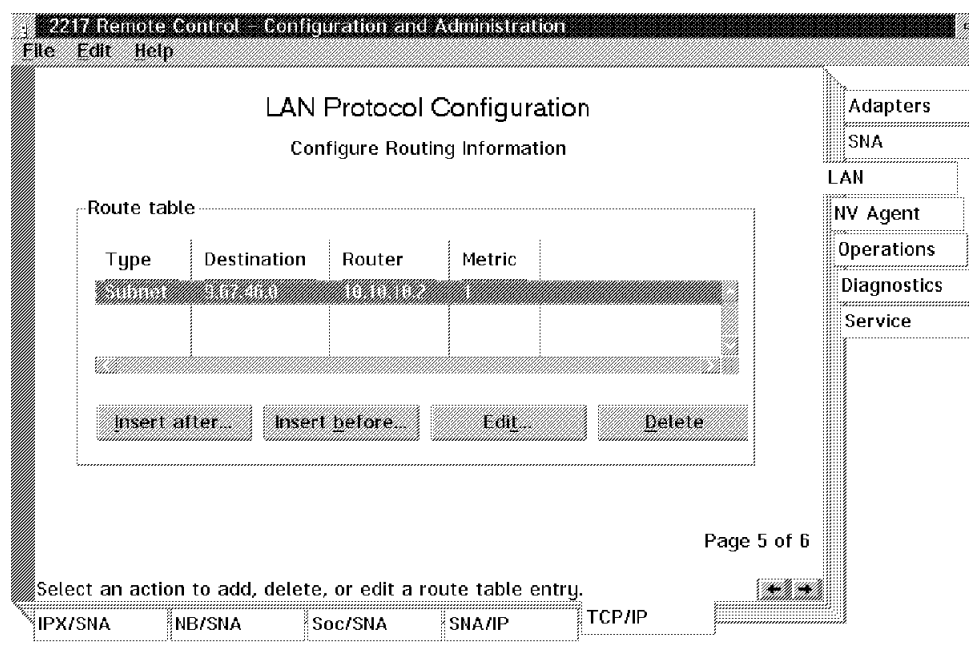 2217 Remote Control – Configuration and Administration
File Edit Help
LAN Protocol Configuration
Configure Routing Information
Route table
Type Destination Router Metric
Subnet 9.67.46.0 10.10.10.2 1
Insert after... Insert before... Edit... Delete
Page 5 of 6
Select an action to add, delete, or edit a route table entry.
Adapters
SNA
LAN
NV Agent
Operations
Diagnostics
Service
IPX/SNA NB/SNA Soc/SNA SNA/IP TCP/IP